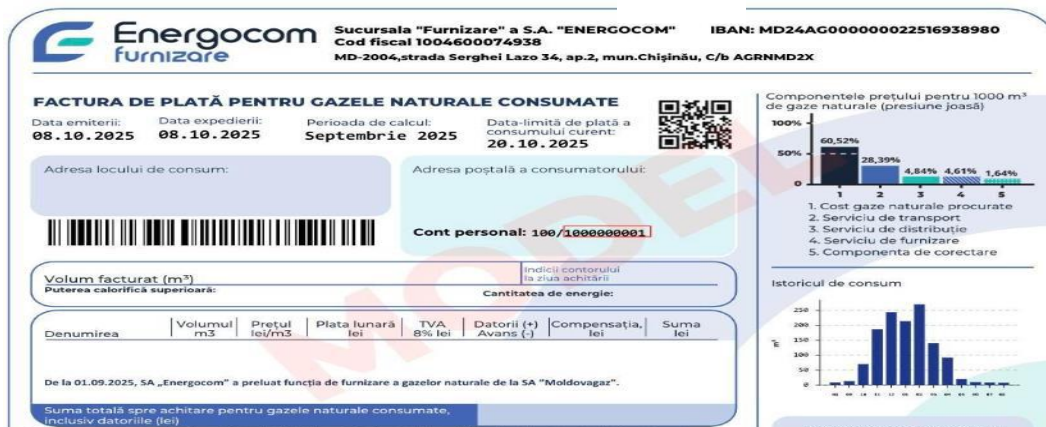 Energocom
furnizare
Sucursala "Furnizare" a S.A. "ENERGOCOM" IBAN: MD24AG000000022516938980
Cod fiscal 1004600074938
MD-2004,strada Serghei Lazo 34, ap.2, mun.Chișinău, C/b AGRNMD2X
FACTURA DE PLATĂ PENTRU GAZELE NATURALE CONSUMATE
Data emiterii: Data expedierii: Perioada de calcul: Data-limită de plată a
consumului curent:
08.10.2025 08.10.2025 Septembrie 2025 20.10.2025
Adresa locului de consum:
Adresa poștală a consumatorului:
Cont personal: 100/1000000001
Volum facturat (m³)
Indicii contorului
la ziua achitării
Puterea calorifică superioară: Cantitatea de energie:
Denumirea
Volumul
m3
Prețul
lei/m3
Plata lunară
lei
TVA
8% lei
Datorii (+)
Avans (-)
Compensația,
lei
Suma
lei
De la 01.09.2025, SA „Energocom” a preluat funcția de furnizare a gazelor naturale de la SA "Moldovagaz".
Suma totală spre achitare pentru gazele naturale consumate,
inclusiv datoriile (lei)
MODEL
Componentele prețului pentru 1000 m³
de gaze naturale (presiune joasă)
100%
50%
0
60,52% 28,39% 4,84% 4,61% 1,64%
1 2 3 4 5
1. Cost gaze naturale procurate
2. Serviciu de transport
3. Serviciu de distribuție
4. Serviciu de furnizare
5. Componenta de corectare
Istoricul de consum
m³
250
200
150
100
50
0